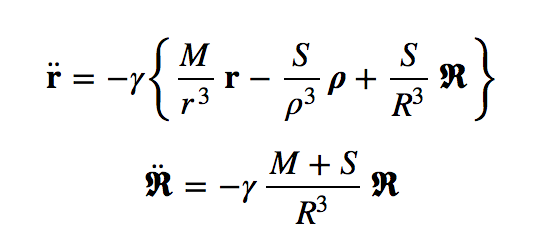 r̈ = −γ{ M/r³ r − S/ρ³ ρ + S/R³ ℜ }
ℜ̈ = −γ (M + S)/R³ ℜ